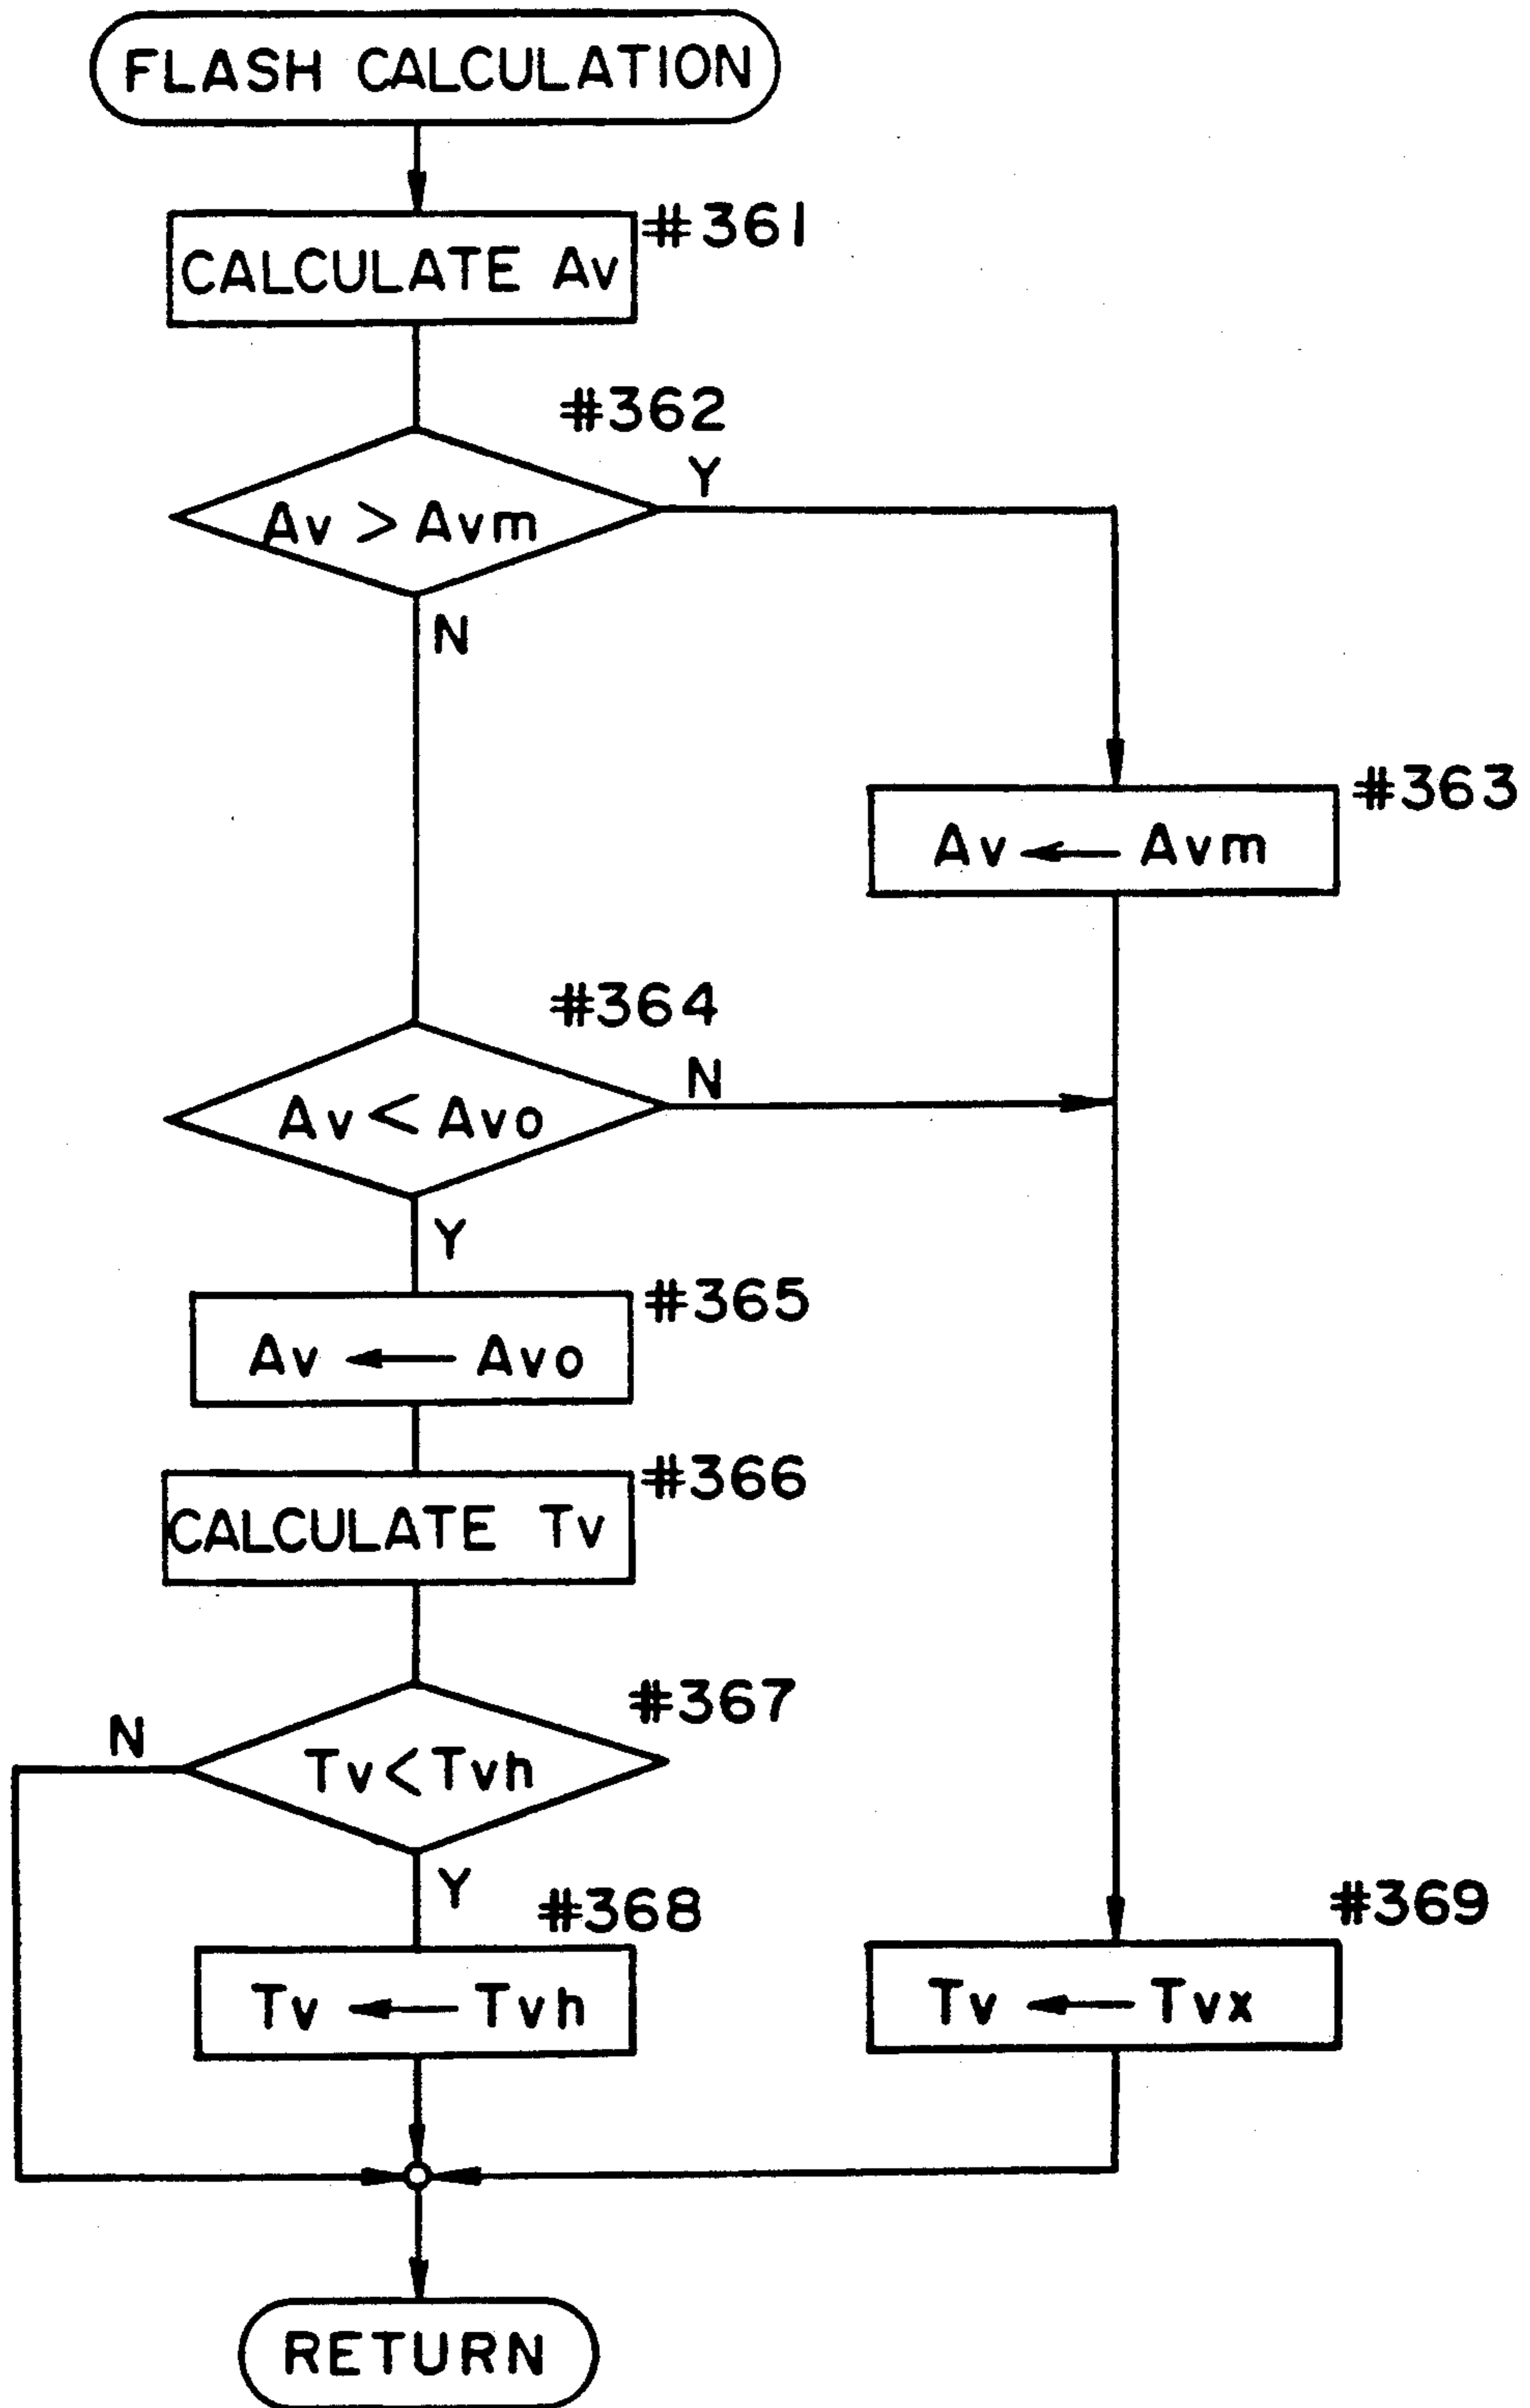 FLASH CALCULATION
#361
CALCULATE Av
#362
Y
Av > Avm
N
#363
Av ← Avm
#364
N
Av < Avo
Y
#365
Av ← Avo
#366
CALCULATE Tv
#367
N
Tv < Tvh
Y
#368
Tv ← Tvh
#369
Tv ← Tvx
RETURN